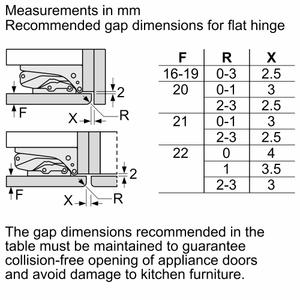 Measurements in mm
Recommended gap dimensions for flat hinge
F R X
16-19 0-3 2.5
20 0-1 3
2-3 2.5
21 0-1 3
2-3 2.5
22 0 4
1 3.5
2-3 3
2
F X R
F
2
X R
The gap dimensions recommended in the
table must be maintained to guarantee
collision-free opening of appliance doors
and avoid damage to kitchen furniture.